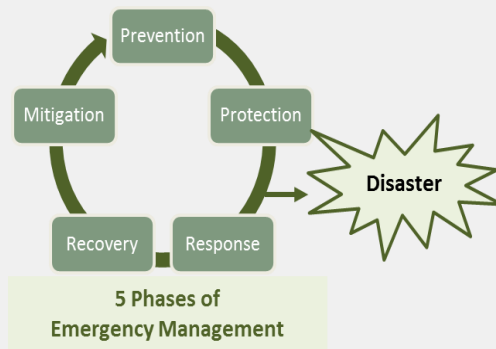 Prevention
Mitigation
Protection
Disaster
Recovery
Response
5 Phases of
Emergency Management